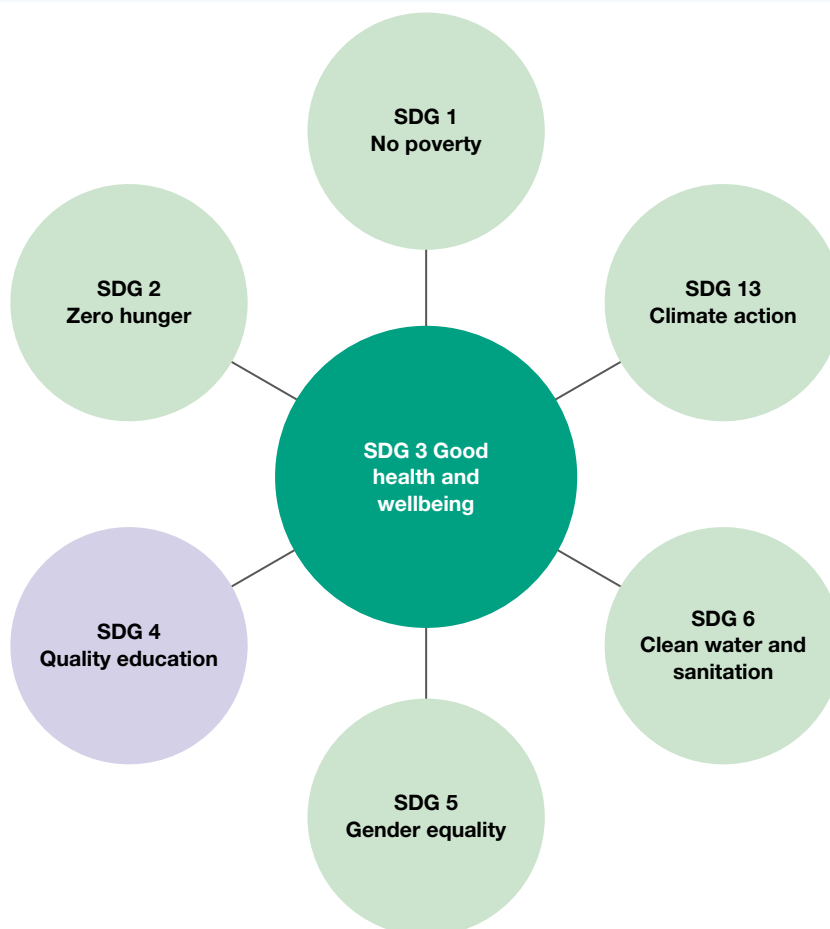 SDG 1
No poverty
SDG 2
Zero hunger
SDG 13
Climate action
SDG 3 Good
health and
wellbeing
SDG 4
Quality education
SDG 6
Clean water and
sanitation
SDG 5
Gender equality